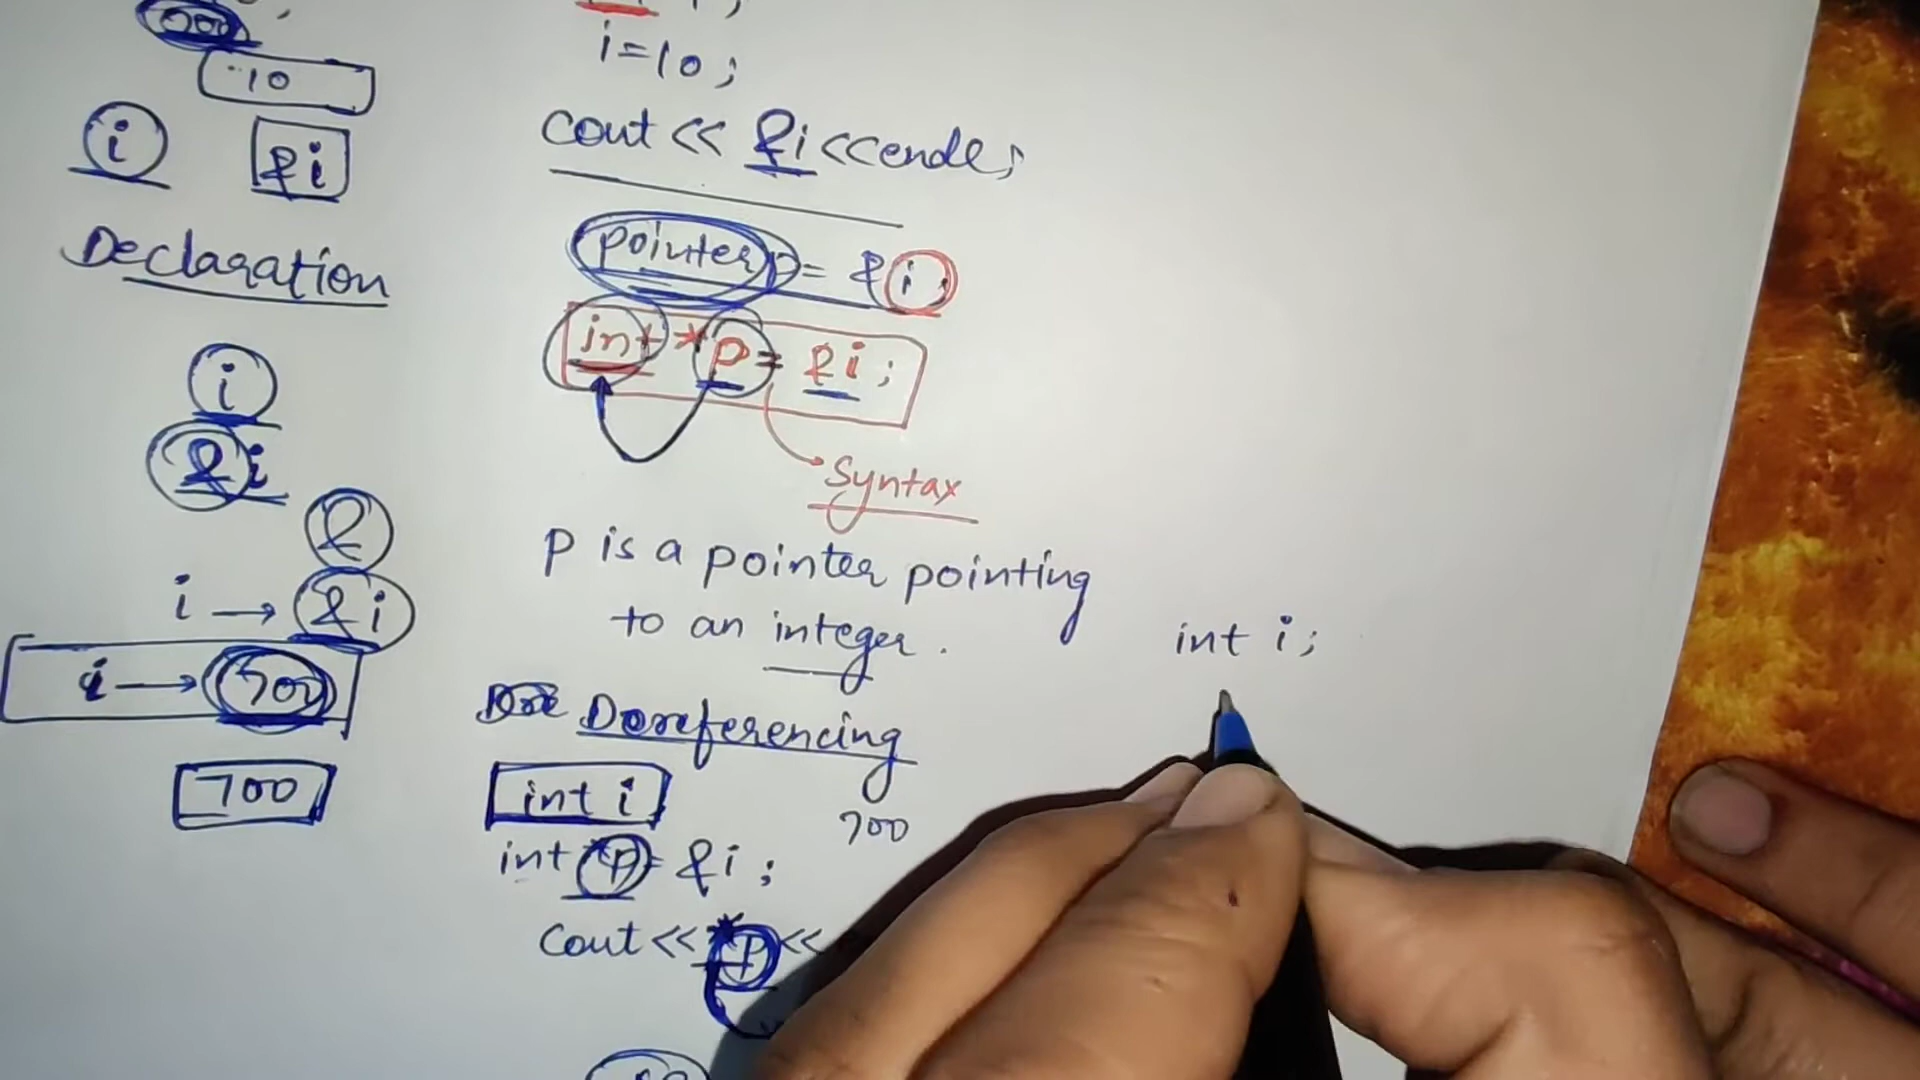 700
10
i &i
Declaration
i
&i
&
i → &i
i → 700
700
i=10;
cout << &i <<endl;
pointer p = &i;
int *p = &i;
Syntax
p is a pointer pointing
to an integer.
Dereferencing
int i
700
int *p = &i;
cout << *p <<
int i;